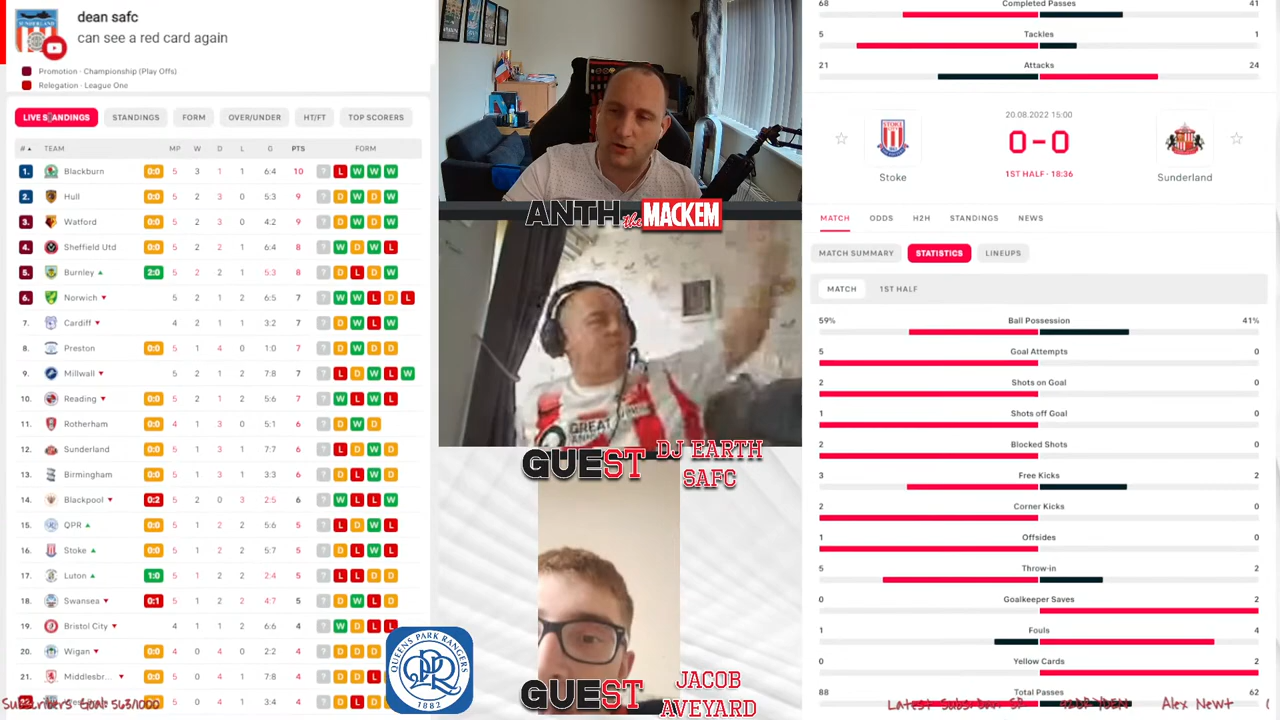 dean safc
can see a red card again
Promotion - Championship (Play Offs)
Relegation - League One
LIVE STANDINGS STANDINGS FORM OVER/UNDER HT/FT TOP SCORERS
# TEAM MP W D L G PTS FORM
1. Blackburn 0:0 5 3 1 1 6:4 10 ? L W W W
2. Hull 0:0 5 2 3 0 5:3 9 ? D W D W
3. Watford 0:0 5 2 3 0 4:2 9 ? D W D W
4. Sheffield Utd 0:0 5 2 2 1 6:4 8 ? W D W L
5. Burnley 2:0 5 2 2 1 5:3 8 ? D L D W
6. Norwich 5 2 1 2 6:5 7 ? W W L D L
7. Cardiff 4 2 1 1 3:2 7 ? D W L W
8. Preston 0:0 5 1 4 0 1:0 7 ? D W D D
9. Millwall 5 2 1 2 7:8 7 ? L D W L W
10. Reading 0:0 5 2 1 2 5:6 7 ? W L W L
11. Rotherham 0:0 4 1 3 0 5:1 6 ? D W D
12. Sunderland 0:0 5 1 3 1 7:7 6 ? L D W D
13. Birmingham 0:0 5 1 3 1 3:3 6 ? D L W D
14. Blackpool 0:2 5 2 0 3 2:5 6 ? W L L W
15. QPR 0:0 5 1 2 2 5:6 5 ? L D W L
16. Stoke 0:0 5 1 2 2 5:7 5 ? D L W L
17. Luton 1:0 5 1 2 2 2:4 5 ? L L D D
18. Swansea 0:1 5 1 2 2 4:7 5 ? D W L D
19. Bristol City 4 1 1 2 6:6 4 ? W D L L
20. Wigan 0:0 4 0 4 0 2:2 4 ? D D D
21. Middlesbr... 0:0 5 0 4 1 7:8 4 ? D D L
Subscribers Goal: 563/1000
QUEENS PARK RANGERS
QPR
1882
ANTH the MACKEM
GREAT
GUEST DJ EARTH
SAFC
GUEST JACOB
AVEYARD
68 Completed Passes 41
5 Tackles 1
21 Attacks 24
20.08.2022 15:00
0-0
1ST HALF - 18:36
Stoke Sunderland
MATCH ODDS H2H STANDINGS NEWS
MATCH SUMMARY STATISTICS LINEUPS
MATCH 1ST HALF
59% Ball Possession 41%
5 Goal Attempts 0
2 Shots on Goal 0
1 Shots off Goal 0
2 Blocked Shots 0
3 Free Kicks 2
2 Corner Kicks 0
1 Offsides 0
5 Throw-in 2
0 Goalkeeper Saves 2
1 Fouls 4
0 Yellow Cards 2
88 Total Passes 62
Alex Newt